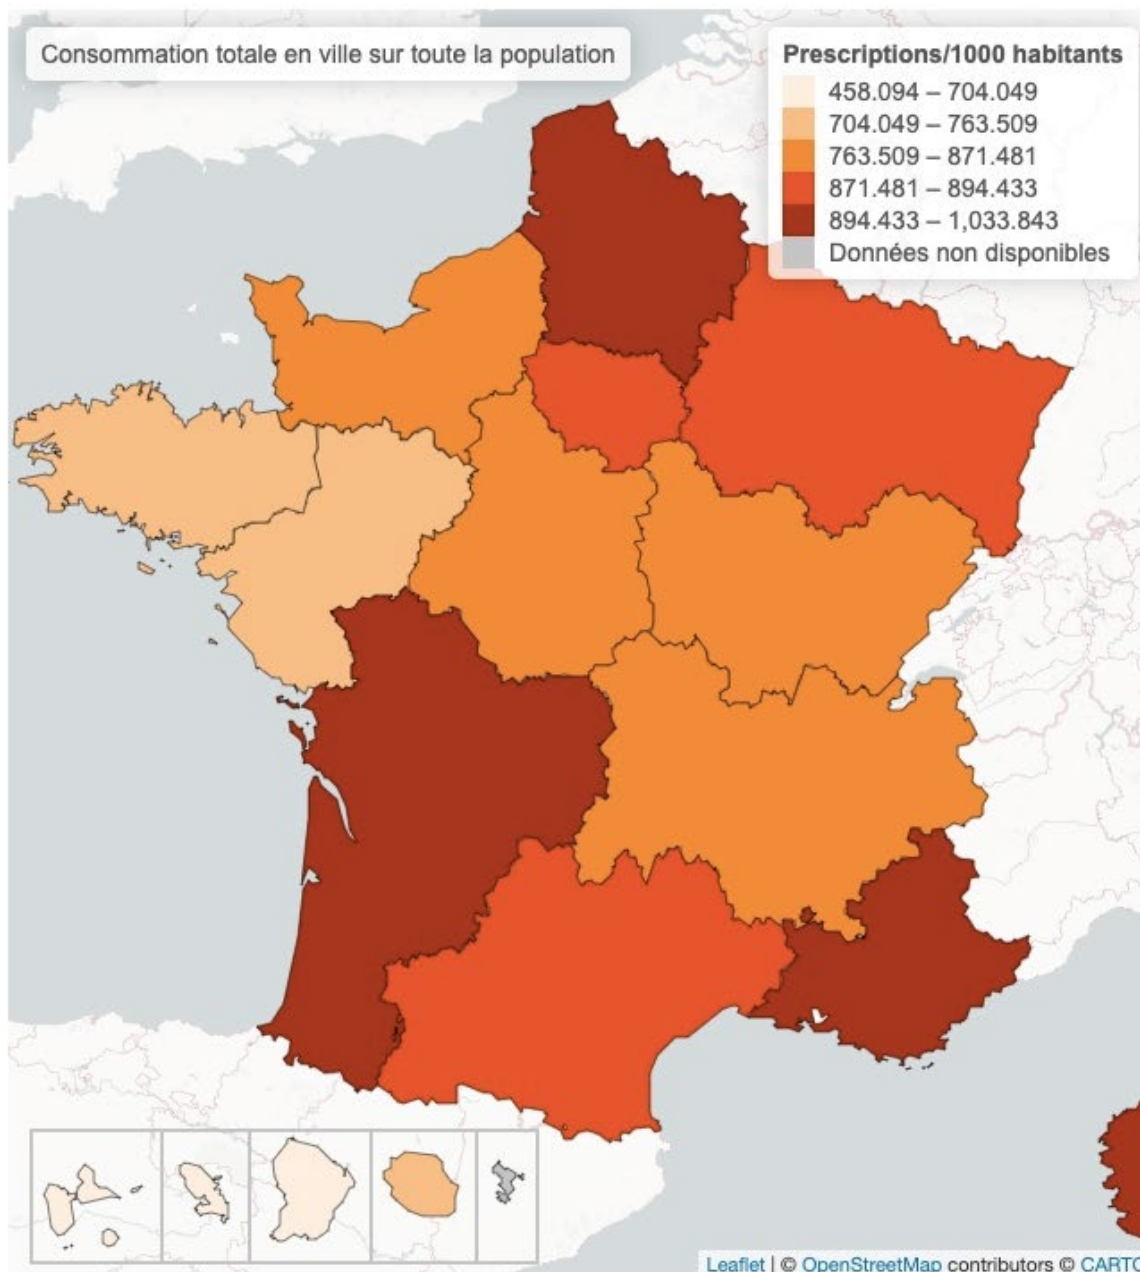 Consommation totale en ville sur toute la population
Prescriptions/1000 habitants
458.094 – 704.049
704.049 – 763.509
763.509 – 871.481
871.481 – 894.433
894.433 – 1,033.843
Données non disponibles
Leaflet | © OpenStreetMap contributors © CARTO